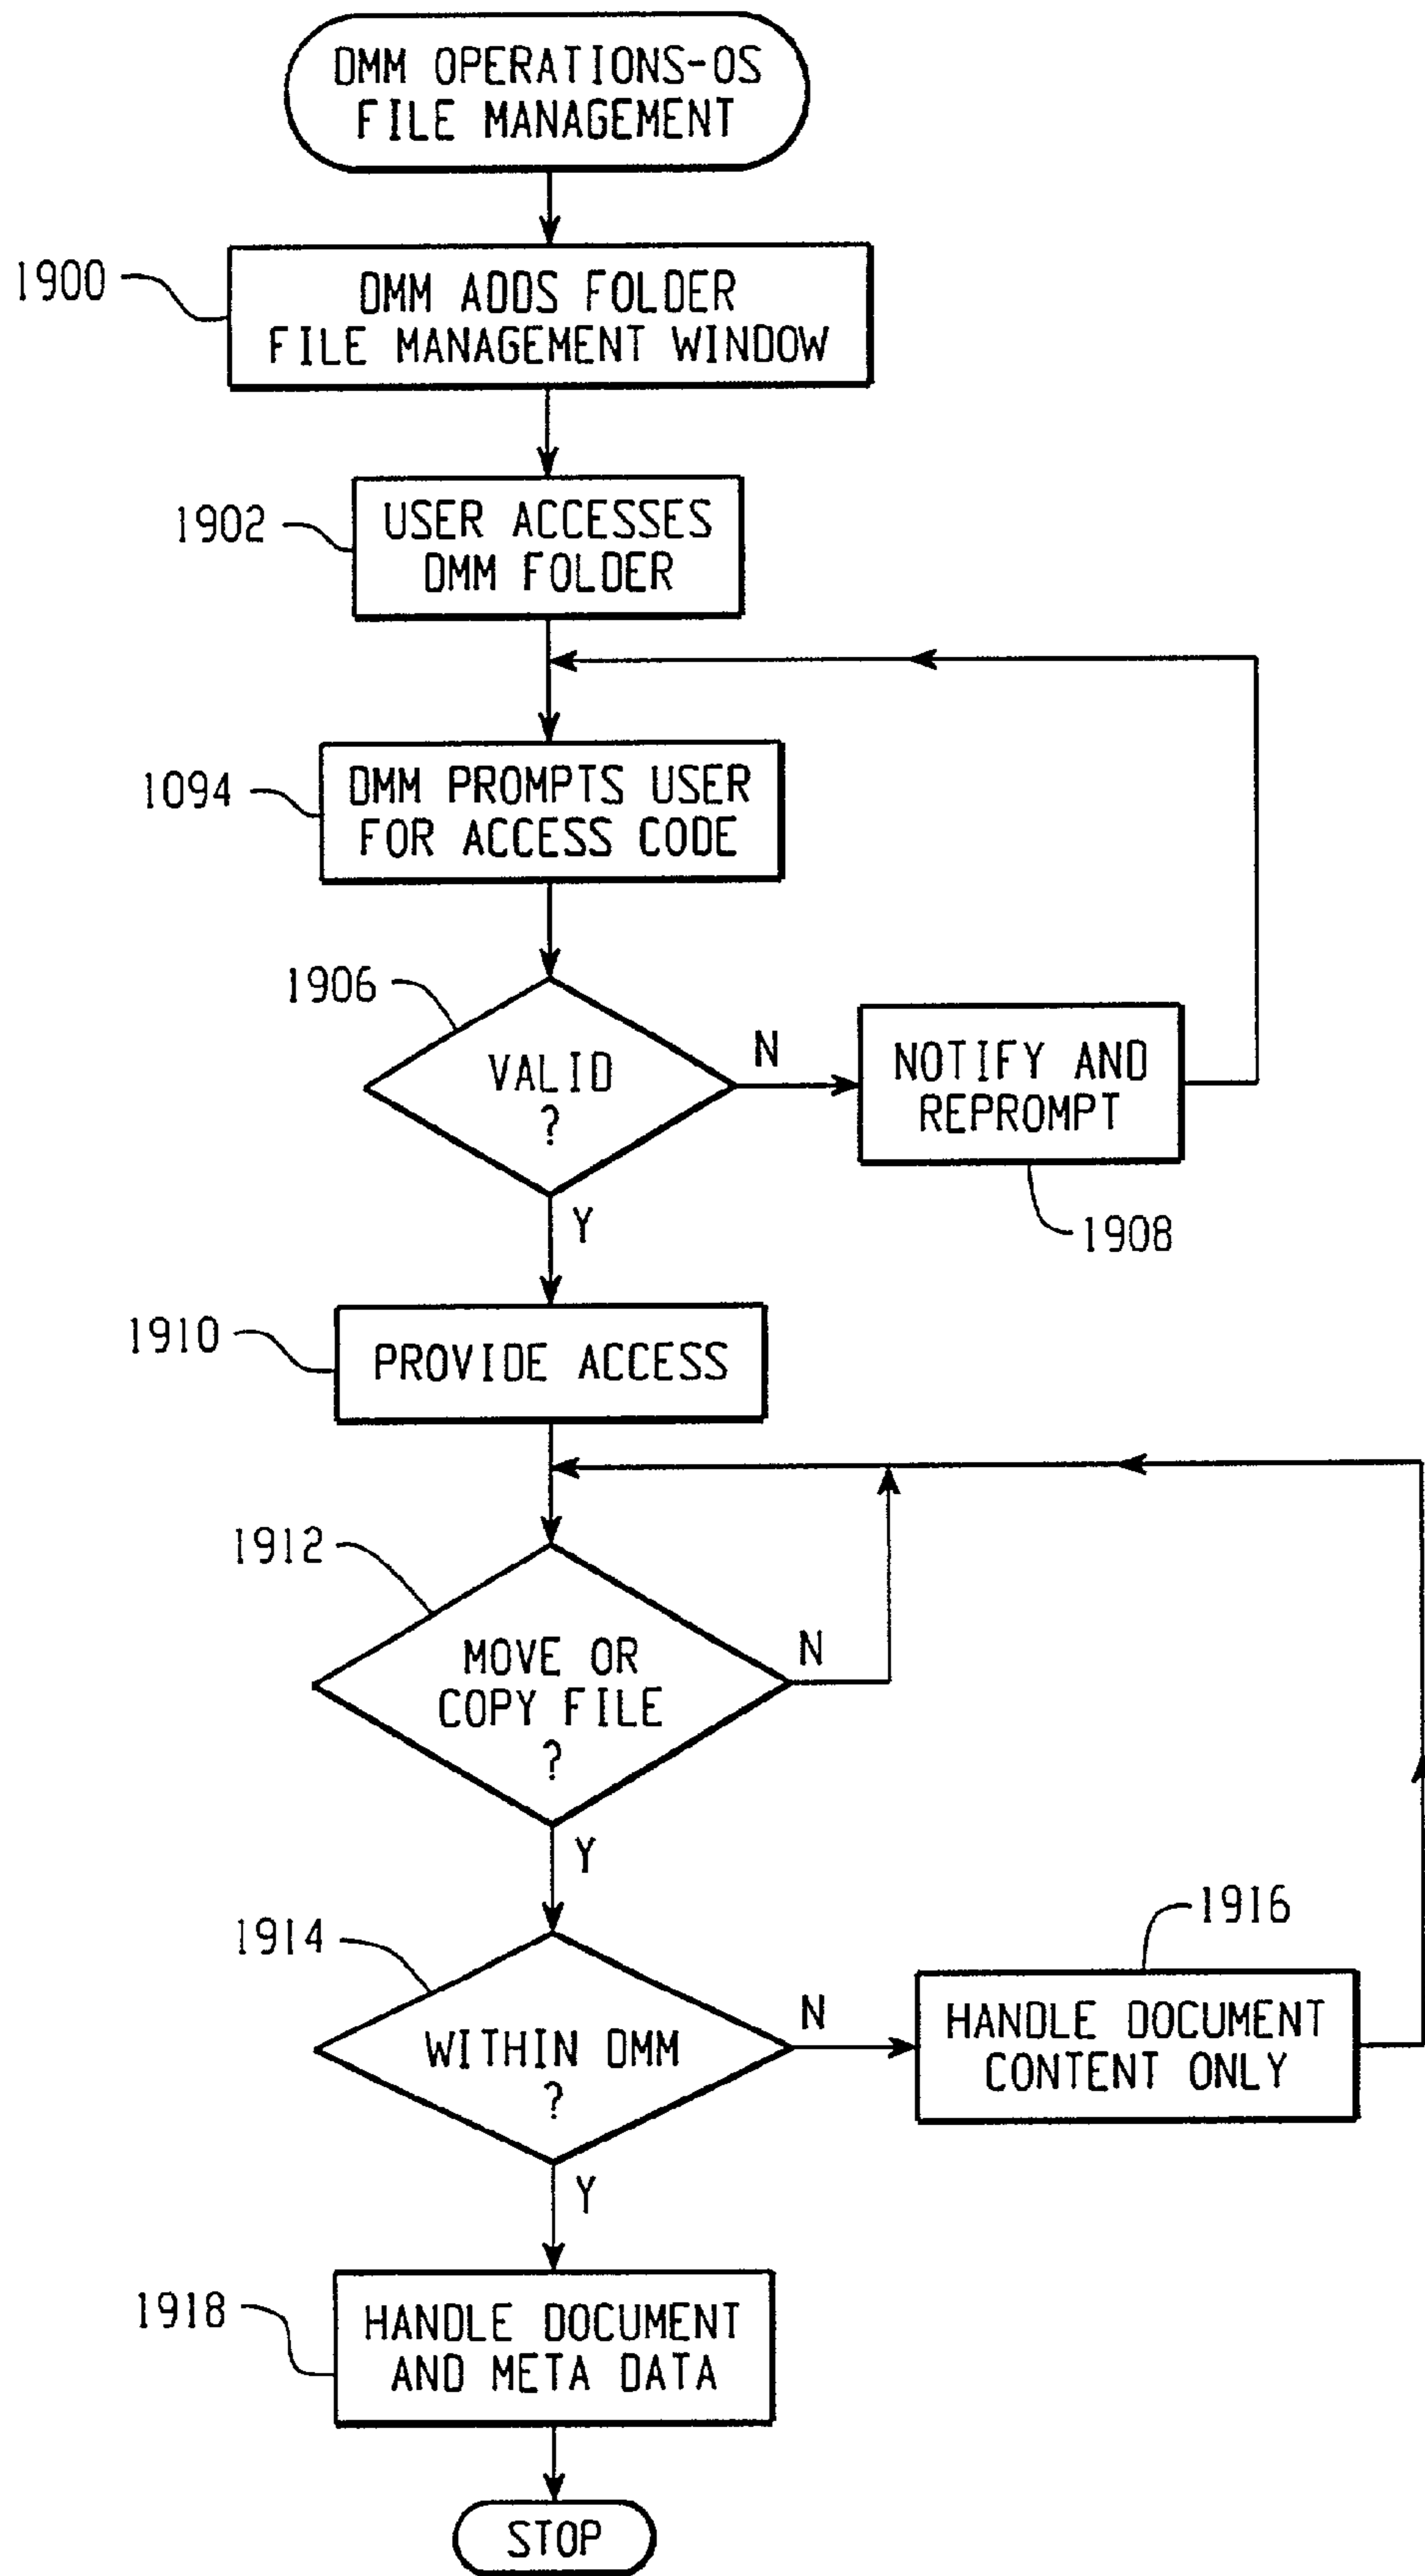 DMM OPERATIONS-OS
FILE MANAGEMENT
1900
DMM ADDS FOLDER
FILE MANAGEMENT WINDOW
1902
USER ACCESSES
DMM FOLDER
1094
DMM PROMPTS USER
FOR ACCESS CODE
1906
VALID
?
N
NOTIFY AND
REPROMPT
1908
Y
1910
PROVIDE ACCESS
1912
MOVE OR
COPY FILE
?
N
Y
1914
WITHIN DMM
?
N
1916
HANDLE DOCUMENT
CONTENT ONLY
Y
1918
HANDLE DOCUMENT
AND META DATA
STOP